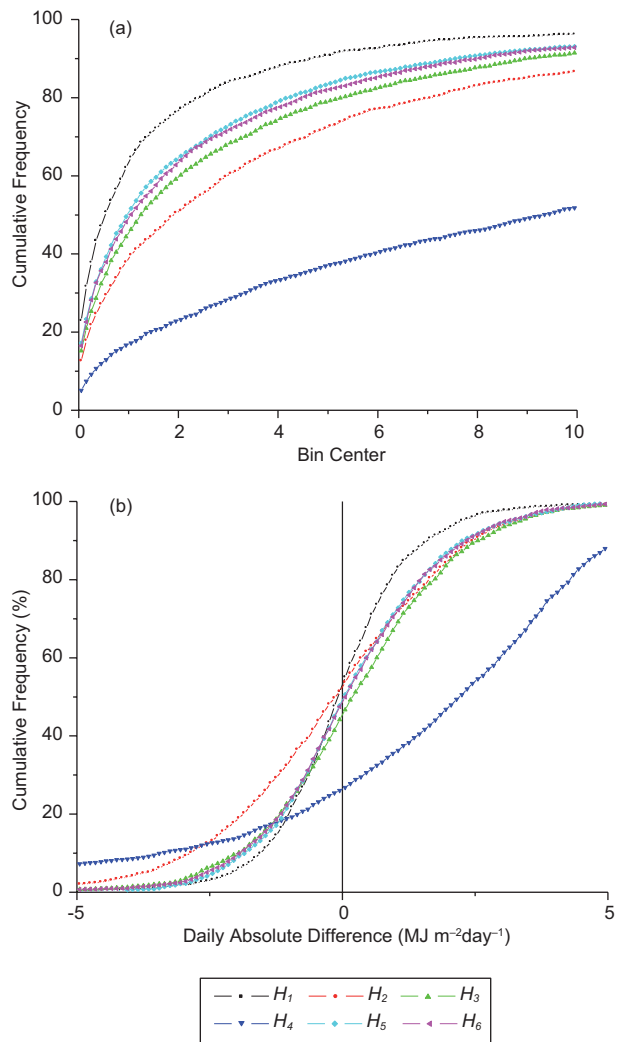 (a)
100
80
60
40
20
0
Cumulative Frequency
0 2 4 6 8 10
Bin Center
(b)
100
80
60
40
20
0
Cumulative Frequency (%)
-5 0 5
Daily Absolute Difference (MJ m⁻²day⁻¹)
H₁ H₂ H₃
H₄ H₅ H₆